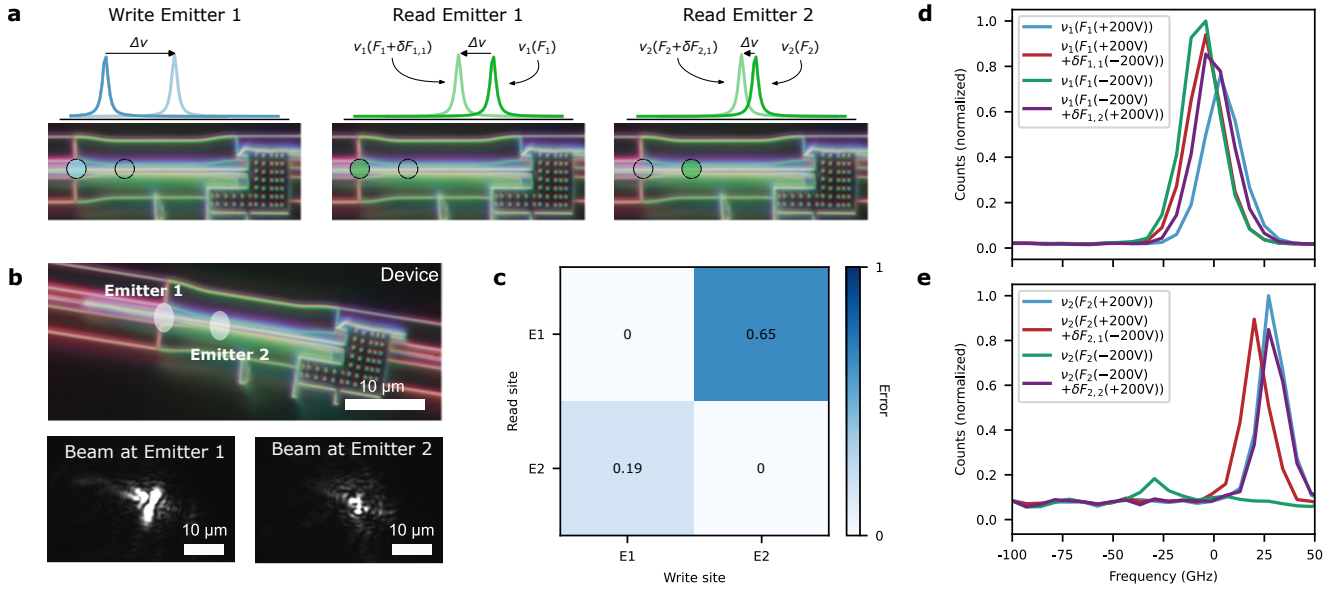 a
Write Emitter 1
Read Emitter 1
Read Emitter 2
Δv
ν₁(F₁+δF₁,₁)
Δv
ν₁(F₁)
ν₂(F₂+δF₂,₁)
Δv
ν₂(F₂)
b
Device
Emitter 1
Emitter 2
10 μm
Beam at Emitter 1
10 μm
Beam at Emitter 2
10 μm
c
E1
E2
Read site
0
0.65
0.19
0
E1
E2
Write site
1
0
Error
d
ν₁(F₁(+200V))
ν₁(F₁(+200V)
+δF₁,₁(−200V))
ν₁(F₁(−200V))
ν₁(F₁(−200V)
+δF₁,₂(+200V))
Counts (normalized)
1.0
0.8
0.6
0.4
0.2
0.0
e
ν₂(F₂(+200V))
ν₂(F₂(+200V)
+δF₂,₁(−200V))
ν₂(F₂(−200V))
ν₂(F₂(−200V)
+δF₂,₂(+200V))
Counts (normalized)
1.0
0.8
0.6
0.4
0.2
0.0
-100 -75 -50 -25 0 25 50
Frequency (GHz)